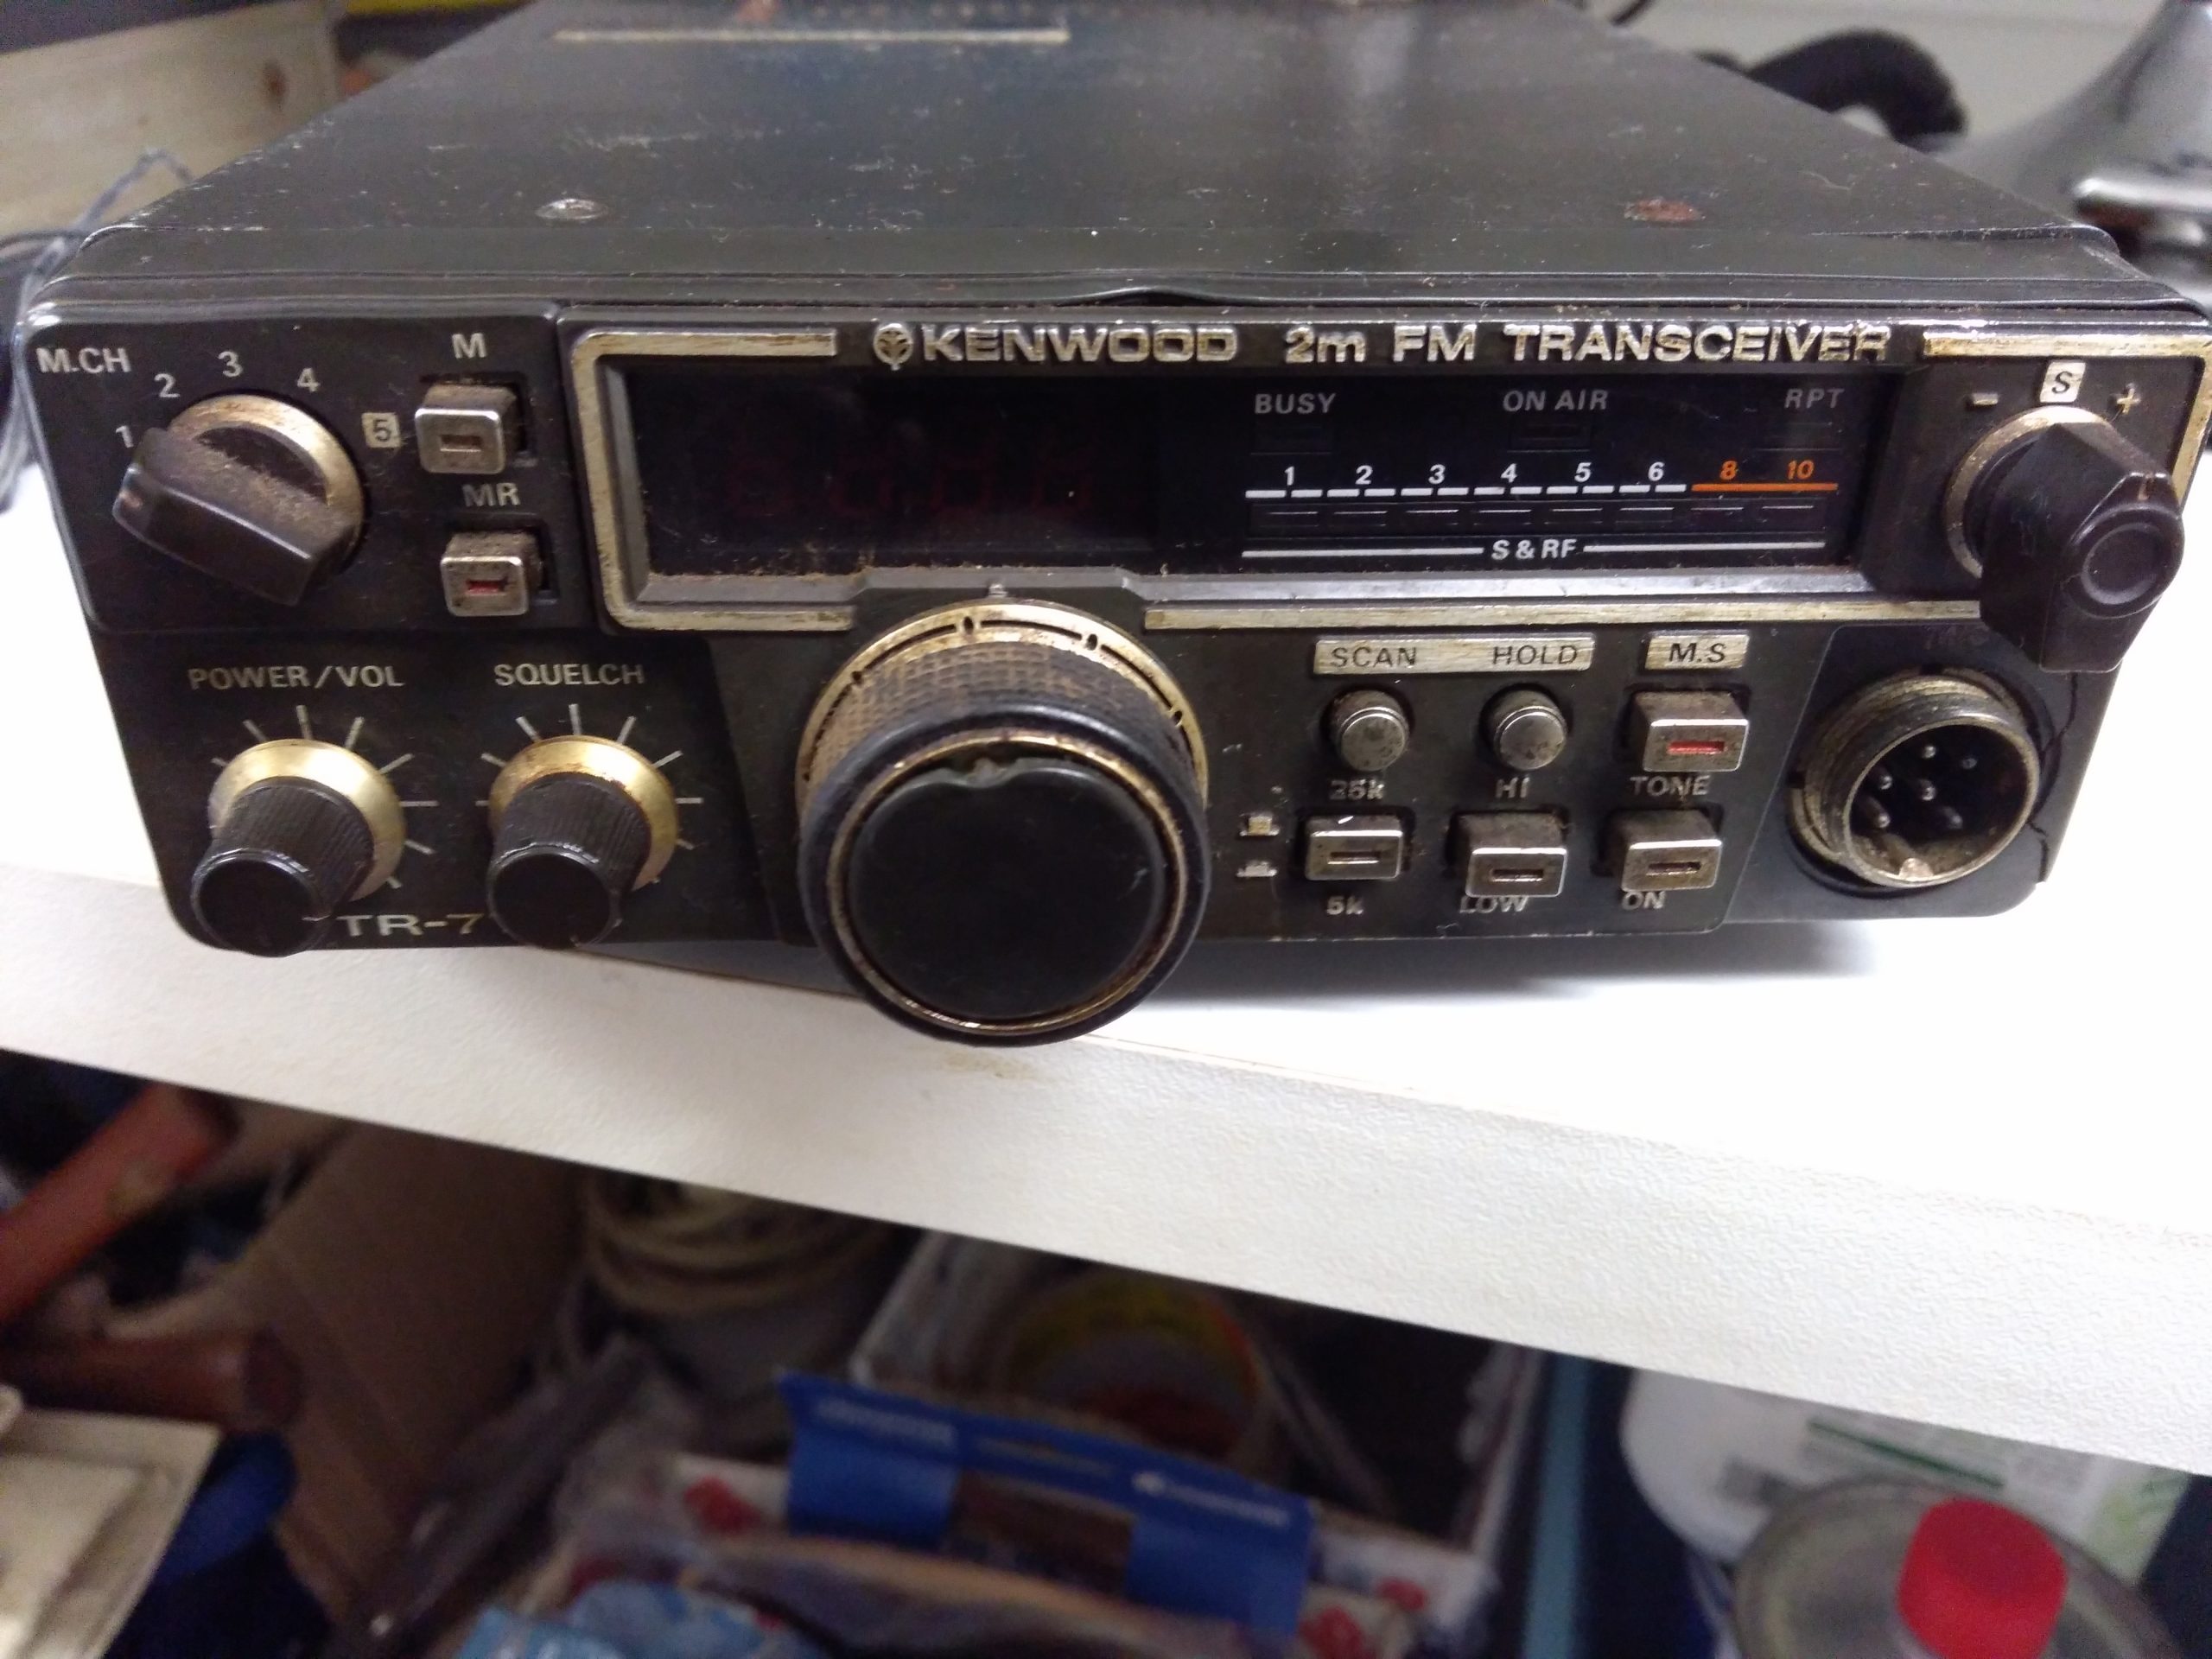 M.CH
1 2 3 4 5
M
MR
KENWOOD 2m FM TRANSCEIVER
BUSY ON AIR RPT
1 2 3 4 5 6 8 10
S & RF
- S +
POWER/VOL SQUELCH
SCAN HOLD M.S
25k HI TONE
5k LOW ON
TR-7